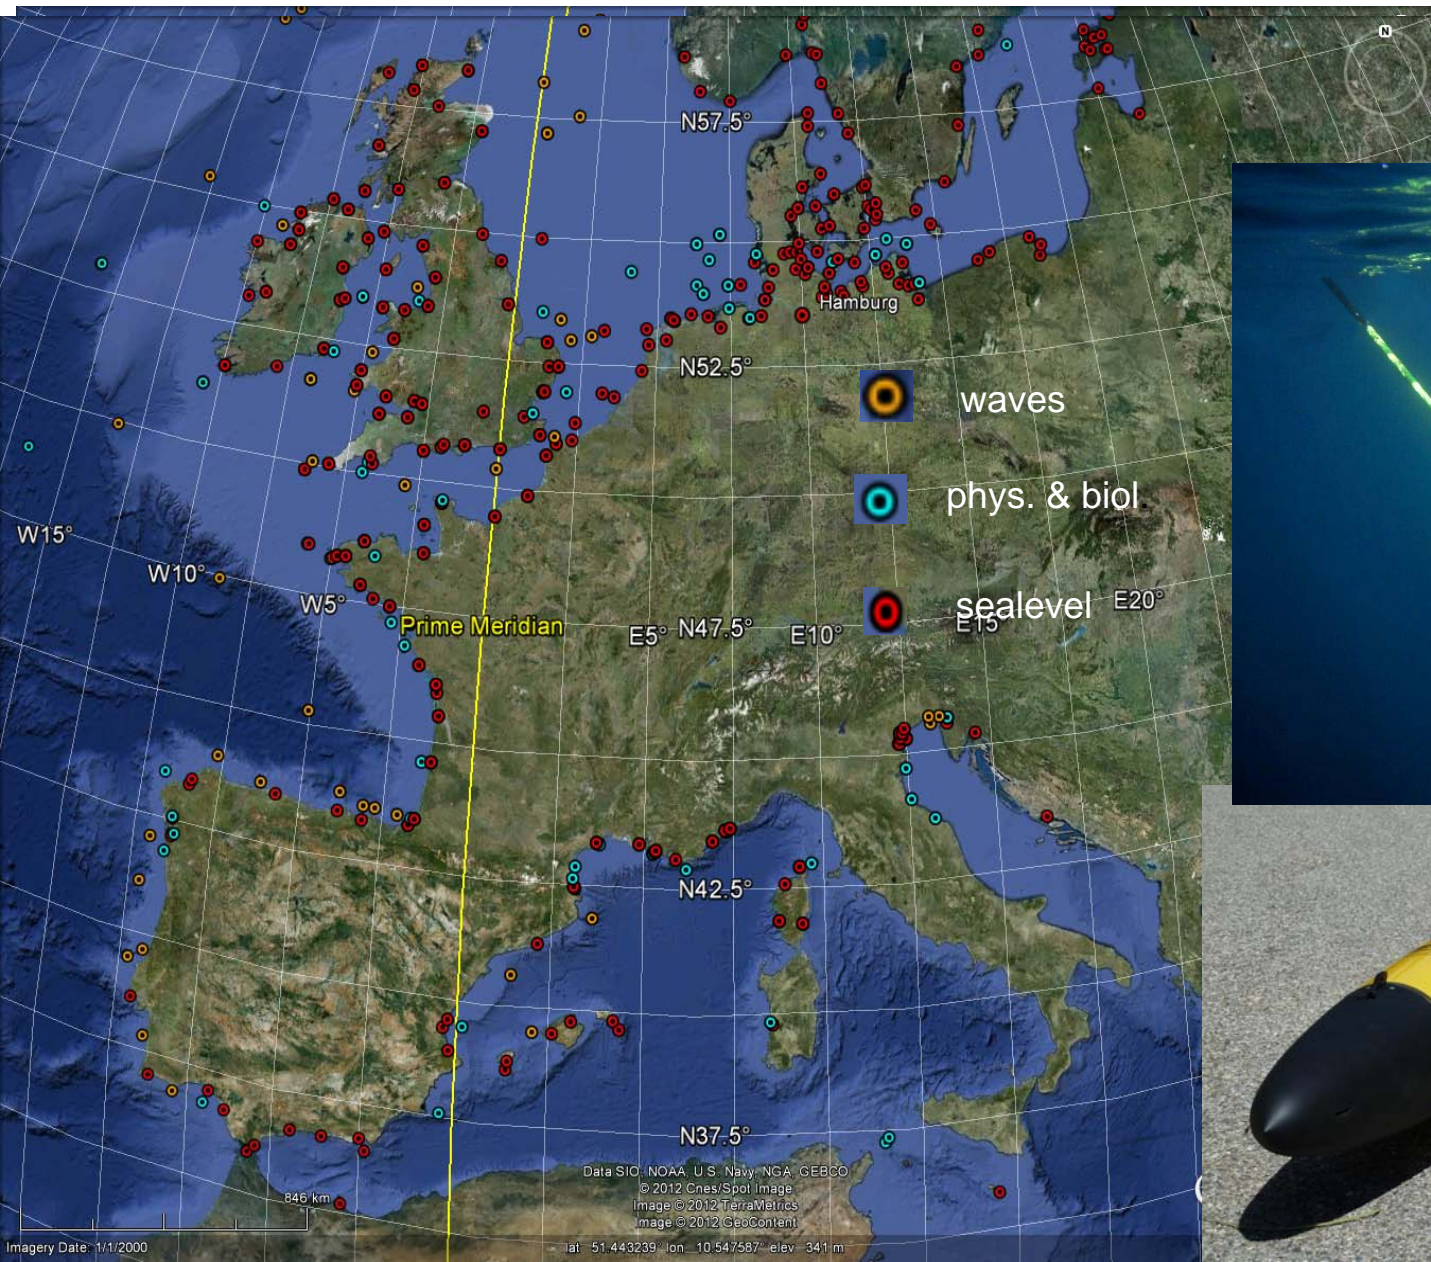 N
N57.5°
Hamburg
N52.5°
waves
phys. & biol
W15°
W10°
W5°
sealevel
E20°
Prime Meridian
E5° N47.5° E10° E15°
N42.5°
N37.5°
Data SIO, NOAA, U.S. Navy, NGA, GEBCO
© 2012 Cnes/Spot Image
846 km
Image © 2012 TerraMetrics
Image © 2012 GeoContent
Imagery Date: 1/1/2000
lat 51.443239° lon 10.547587° elev 341 m